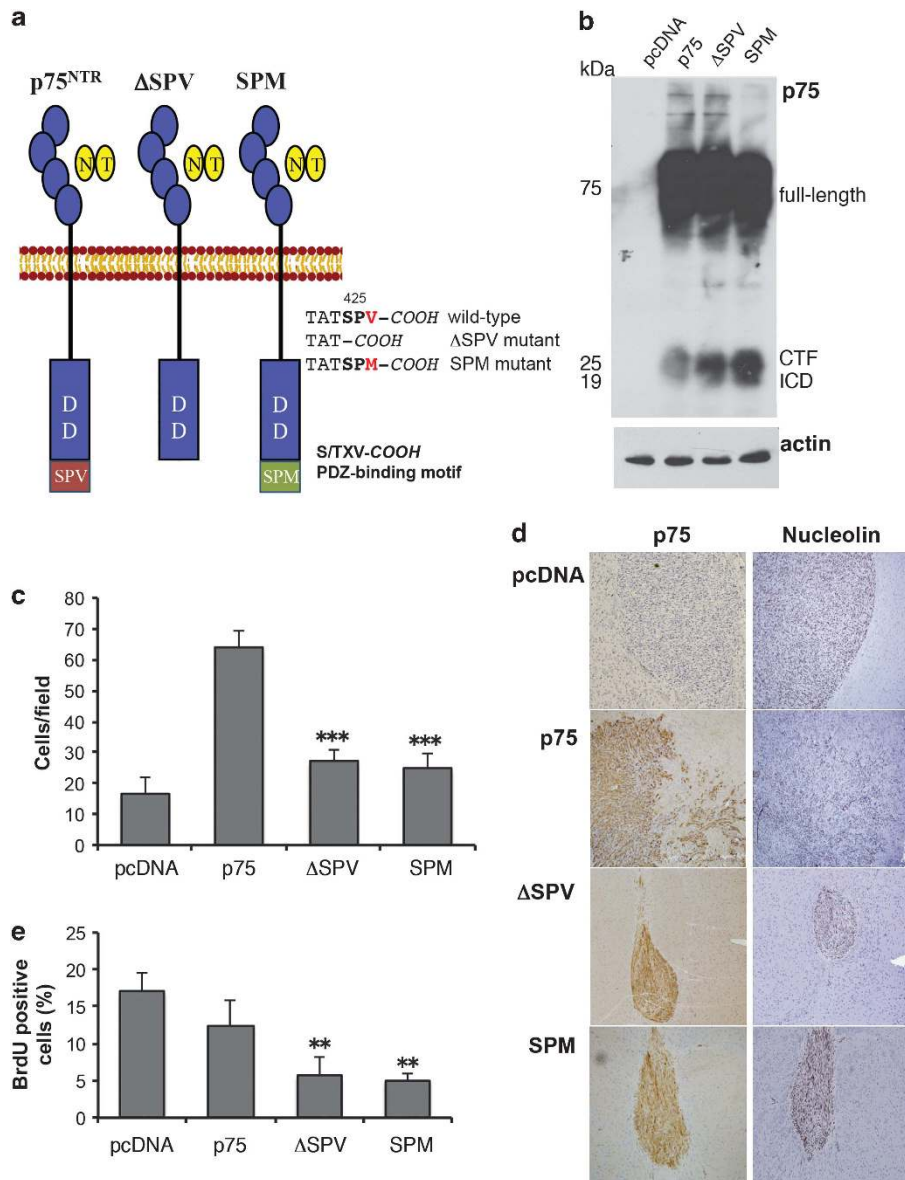 a
p75NTR ΔSPV SPM
N T N T N T
425
TATSPV–COOH wild-type
TAT-COOH ΔSPV mutant
TATSPM–COOH SPM mutant
D D D
D D D
SPV SPM
S/TXV-COOH
PDZ-binding motif
b
pcDNA p75 ΔSPV SPM
kDa
p75
75 full-length
25 CTF
19 ICD
actin
c
Cells/field
80
70
60
50
40
30
20
10
0
*** ***
pcDNA p75 ΔSPV SPM
d
p75 Nucleolin
pcDNA
p75
ΔSPV
SPM
e
BrdU positive
cells (%)
25
20
15
10
5
0
** **
pcDNA p75 ΔSPV SPM